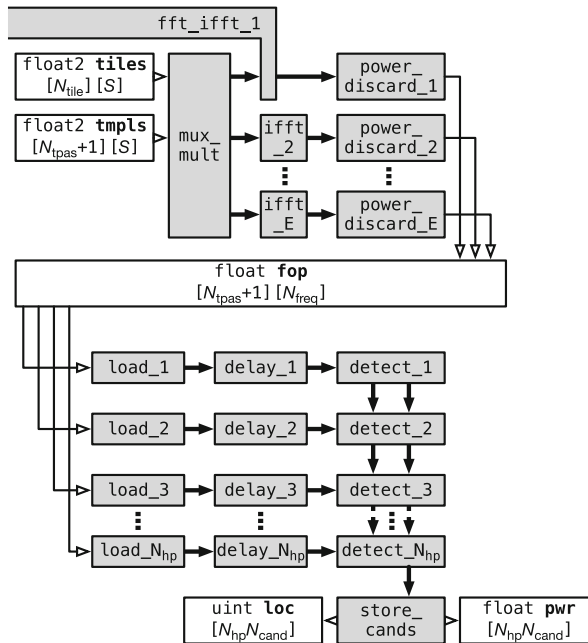 fft_ifft_1
float2 tiles
[N_tile] [S]
power_
discard_1
float2 tmpls
[N_tpas+1] [S]
mux_
mult
ifft
_2
power_
discard_2
ifft
_E
power_
discard_E
float fop
[N_tpas+1] [N_freq]
load_1
delay_1
detect_1
load_2
delay_2
detect_2
load_3
delay_3
detect_3
load_N_hp
delay_N_hp
detect_N_hp
uint loc
[N_hpN_cand]
store_
cands
float pwr
[N_hpN_cand]